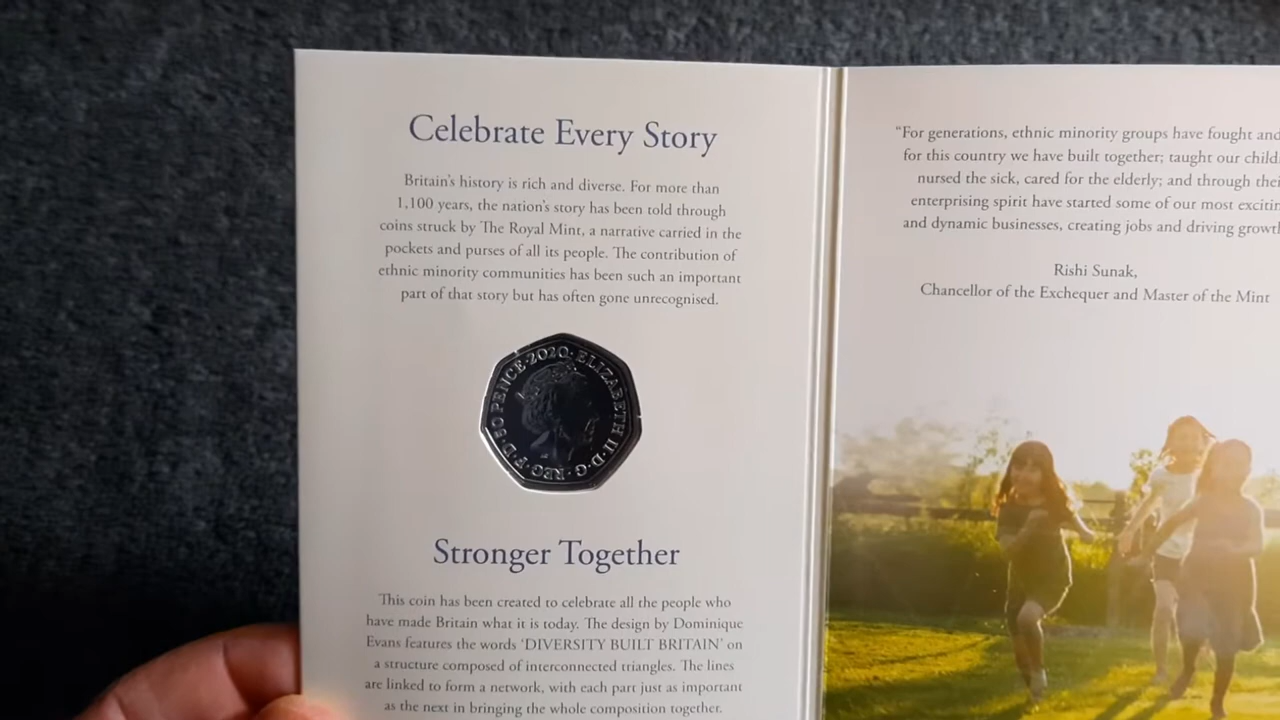 Celebrate Every Story
Britain's history is rich and diverse. For more than
1,100 years, the nation's story has been told through
coins struck by The Royal Mint, a narrative carried in the
pockets and purses of all its people. The contribution of
ethnic minority communities has been such an important
part of that story but has often gone unrecognised.
50 PENCE·2020·ELIZABETH II·D·G·REG·F·D·
Stronger Together
This coin has been created to celebrate all the people who
have made Britain what it is today. The design by Dominique
Evans features the words ‘DIVERSITY BUILT BRITAIN’ on
a structure composed of interconnected triangles. The lines
are linked to form a network, with each part just as important
as the next in bringing the whole composition together.
“For generations, ethnic minority groups have fought and
for this country we have built together; taught our child
nursed the sick, cared for the elderly; and through thei
enterprising spirit have started some of our most excitin
and dynamic businesses, creating jobs and driving growt
Rishi Sunak,
Chancellor of the Exchequer and Master of the Mint